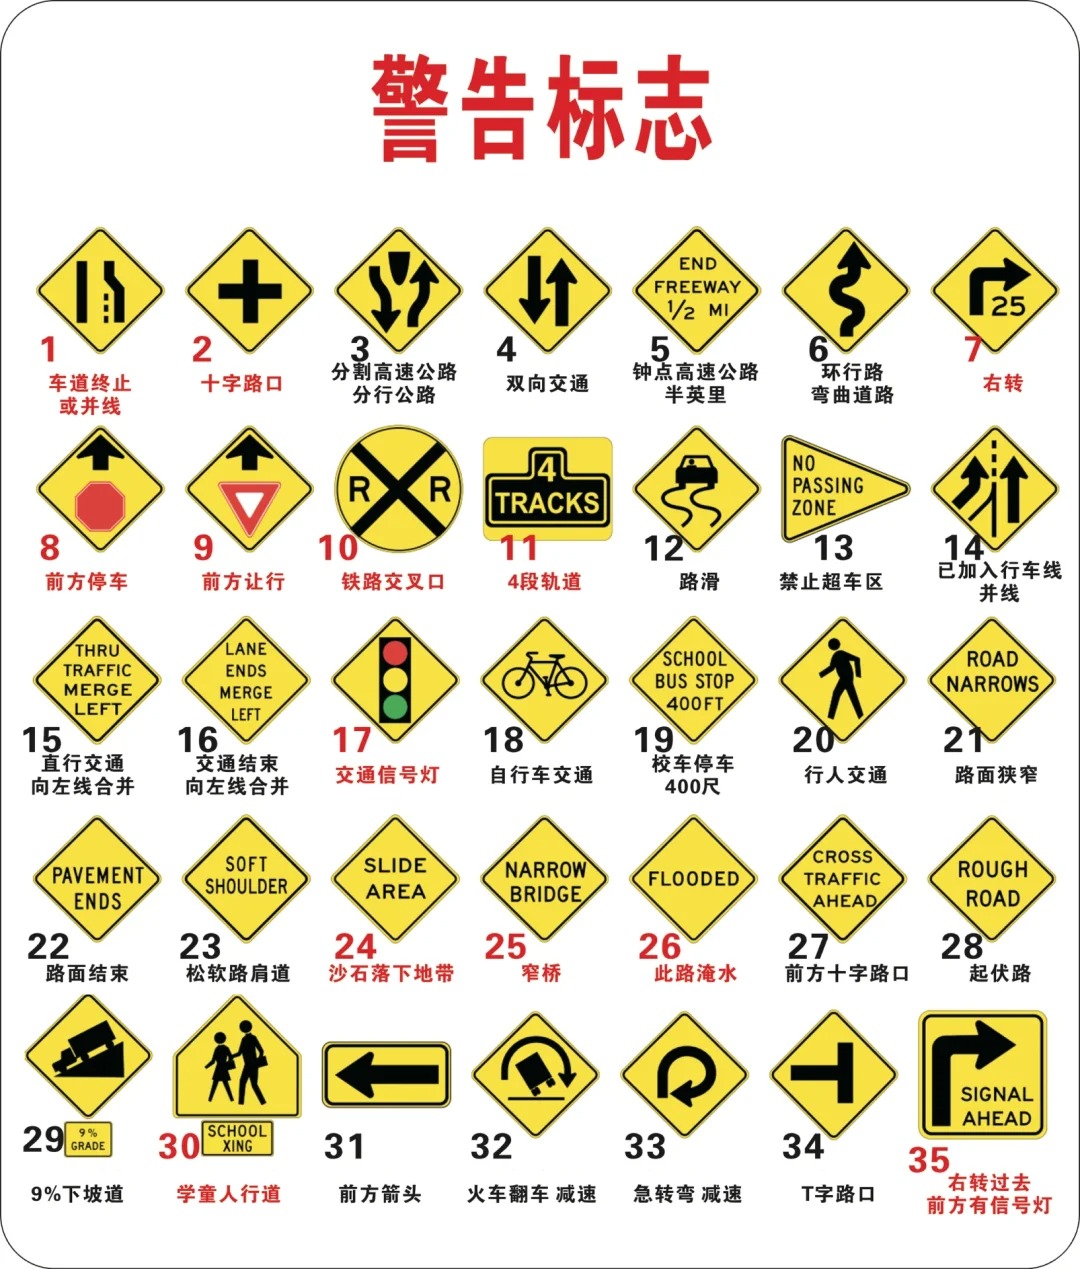 警告标志
END
FREEWAY
1/2 MI
25
1
2
3
4
5
6
7
车道终止
或并线
十字路口
分割高速公路
分行公路
双向交通
钟点高速公路
半英里
环行路
弯曲道路
右转
R R
4
TRACKS
NO
PASSING
ZONE
8
9
10
11
12
13
14
前方停车
前方让行
铁路交叉口
4段轨道
路滑
禁止超车区
已加入行车线
并线
THRU
TRAFFIC
MERGE
LEFT
LANE
ENDS
MERGE
LEFT
SCHOOL
BUS STOP
400FT
ROAD
NARROWS
15
16
17
18
19
20
21
直行交通
向左线合并
交通结束
向左线合并
交通信号灯
自行车交通
校车停车
400尺
行人交通
路面狭窄
PAVEMENT
ENDS
SOFT
SHOULDER
SLIDE
AREA
NARROW
BRIDGE
FLOODED
CROSS
TRAFFIC
AHEAD
ROUGH
ROAD
22
23
24
25
26
27
28
路面结束
松软路肩道
沙石落下地带
窄桥
此路淹水
前方十字路口
起伏路
SIGNAL
AHEAD
29
9%
GRADE
30
SCHOOL
XING
31
32
33
34
35
9%下坡道
学童人行道
前方箭头
火车翻车 减速
急转弯 减速
T字路口
右转过去
前方有信号灯